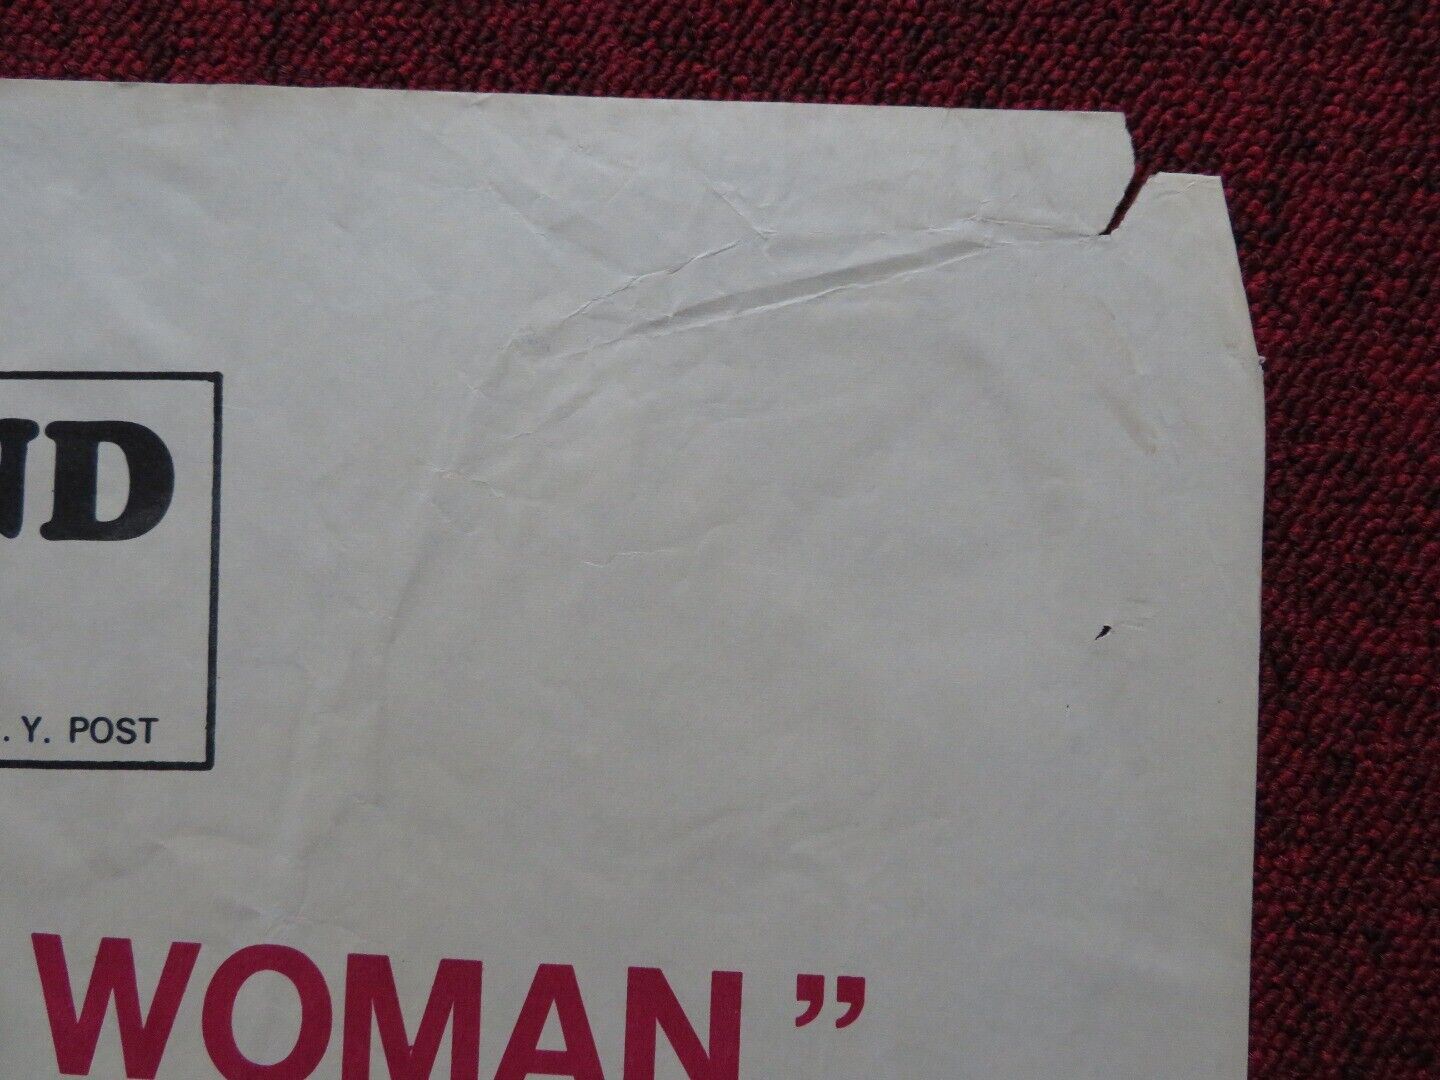 ND
. Y. POST
WOMAN”